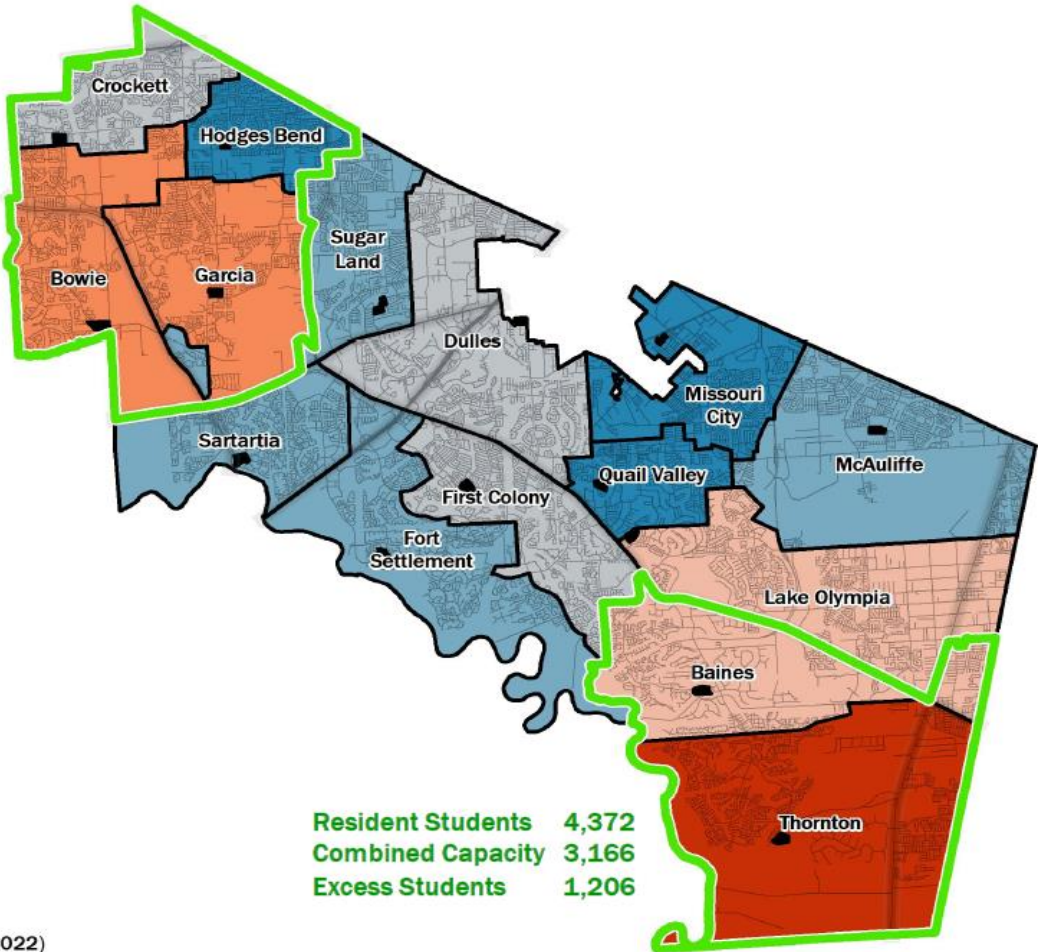 Crockett
Hodges Bend
Sugar
Land
Bowie
Garcia
Dulles
Missouri
City
Sartartia
McAuliffe
Quail Valley
First Colony
Fort
Settlement
Lake Olympia
Baines
Thornton
Resident Students 4,372
Combined Capacity 3,166
Excess Students 1,206
022)